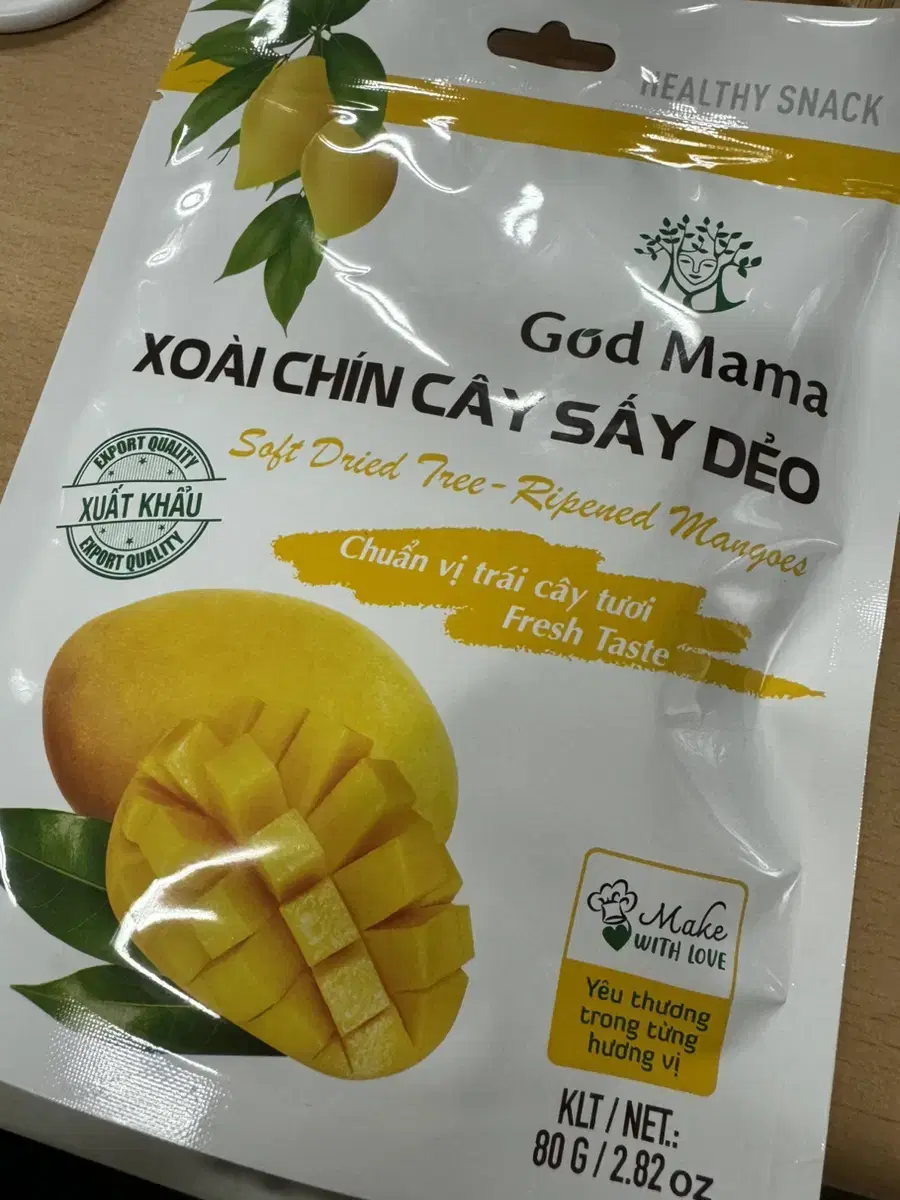 HEALTHY SNACK
God Mama
XOÀI CHÍN CÂY SẤY DẺO
Soft Dried Tree-Ripened Mangoes
EXPORT QUALITY
XUẤT KHẨU
EXPORT QUALITY
Chuẩn vị trái cây tươi
Fresh Taste
Make
WITH LOVE
Yêu thương
trong từng
hương vị
KLT / NET.:
80 G / 2.82 oz